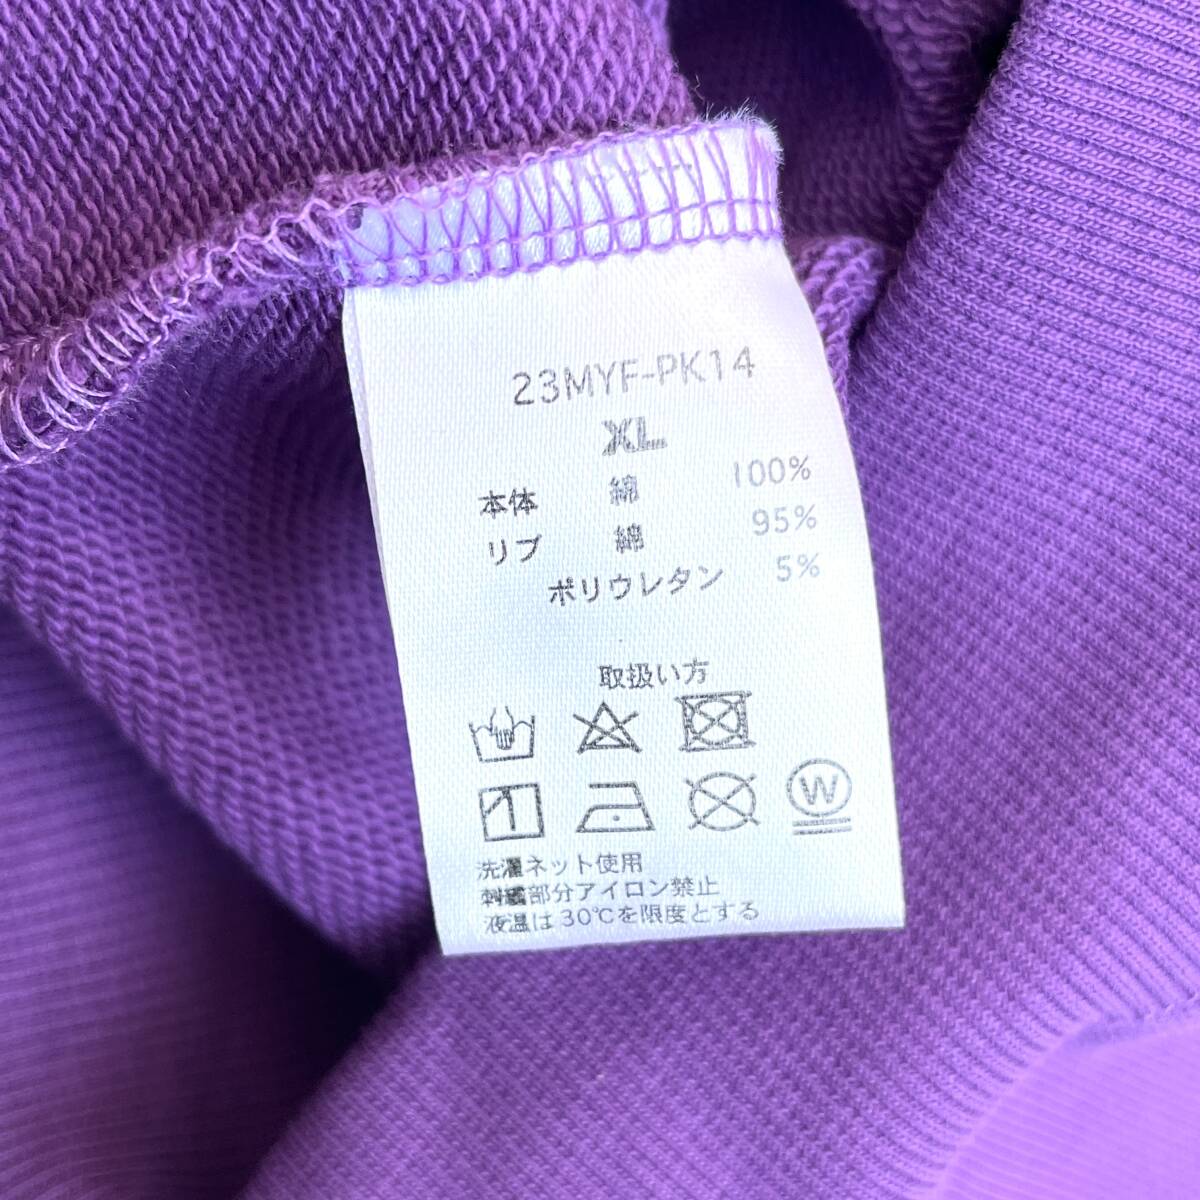 23MYF-PK14
XL
本体 綿 100%
リブ 綿 95%
ポリウレタン 5%
取扱い方
W
洗濯ネット使用
刺繍部分アイロン禁止
液温は30℃を限度とする